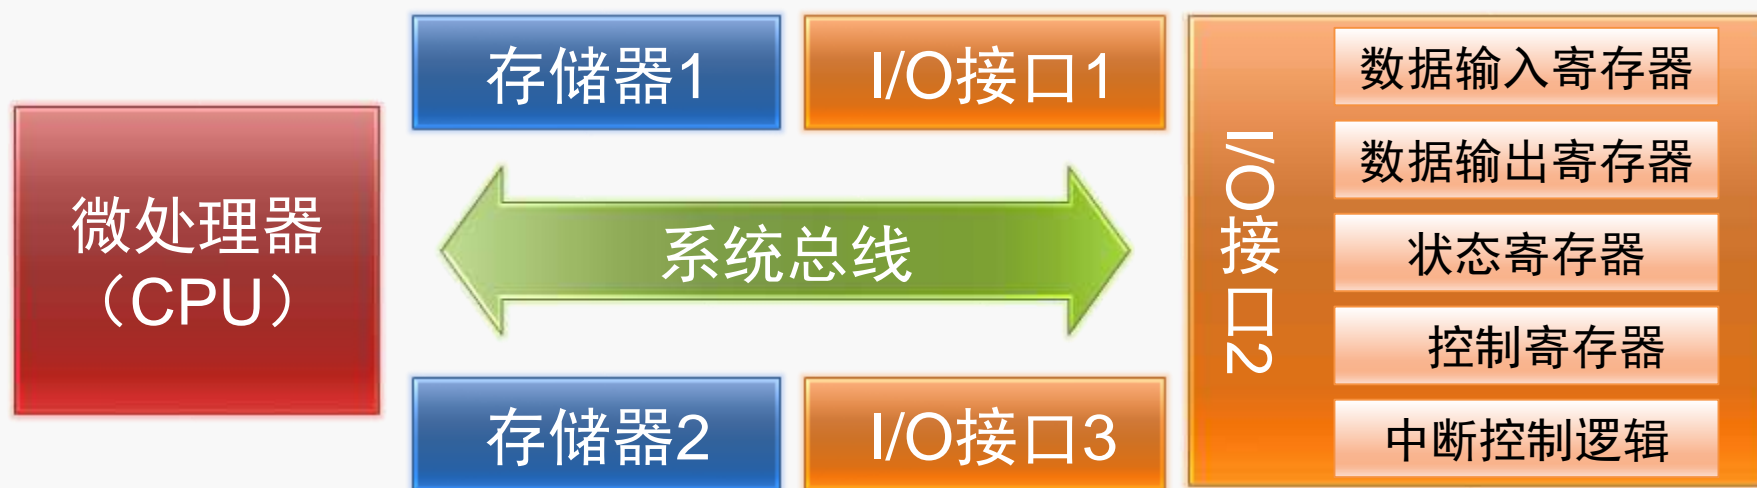 存储器1
I/O接口1
微处理器
（CPU）
系统总线
存储器2
I/O接口3
I/O接口2
数据输入寄存器
数据输出寄存器
状态寄存器
控制寄存器
中断控制逻辑